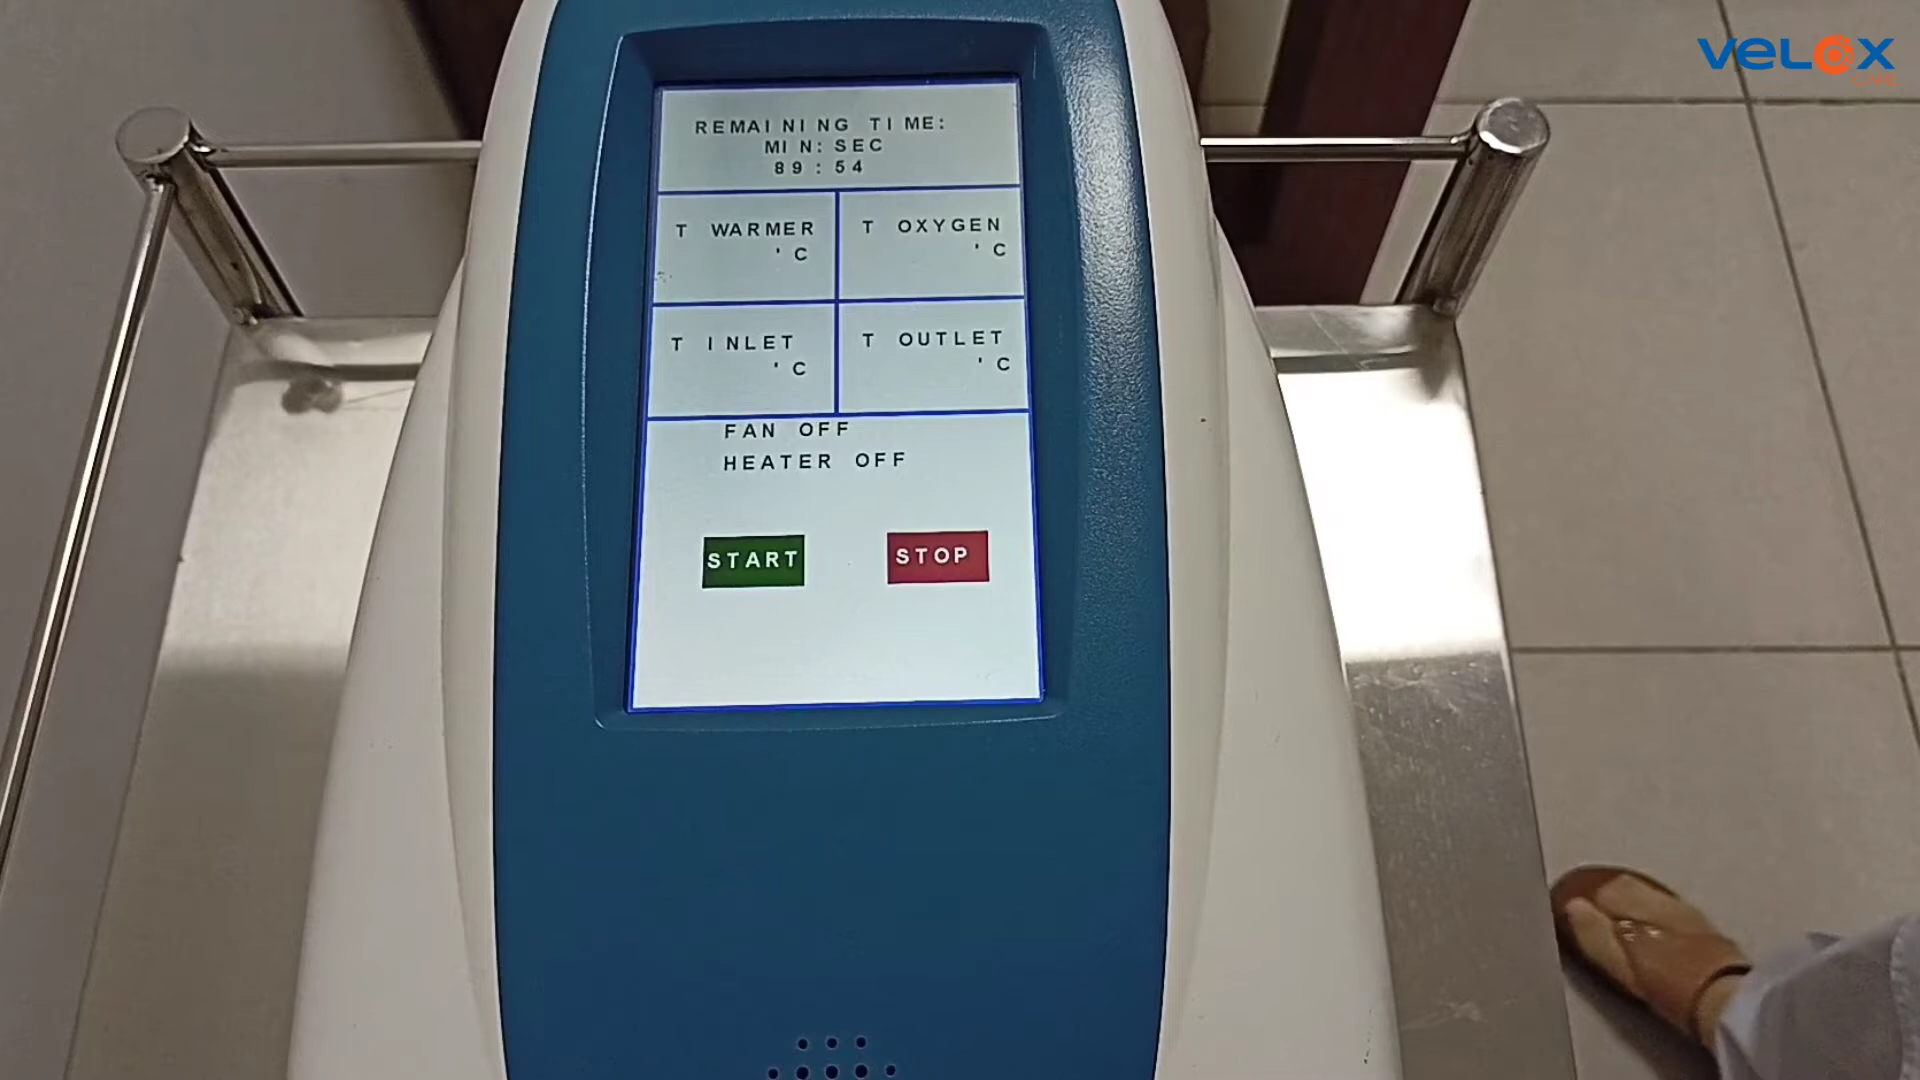 VELOX
REMAINING TIME:
MIN:SEC
89:54
T WARMER
'C
T OXYGEN
'C
T INLET
'C
T OUTLET
'C
FAN OFF
HEATER OFF
START
STOP